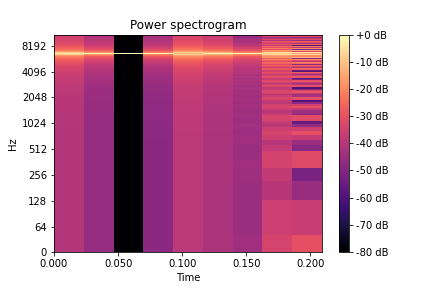 Power spectrogram
8192
4096
2048
1024
512
256
128
64
0
Hz
0.000 0.050 0.100 0.150 0.200
Time
+0 dB
-10 dB
-20 dB
-30 dB
-40 dB
-50 dB
-60 dB
-70 dB
-80 dB